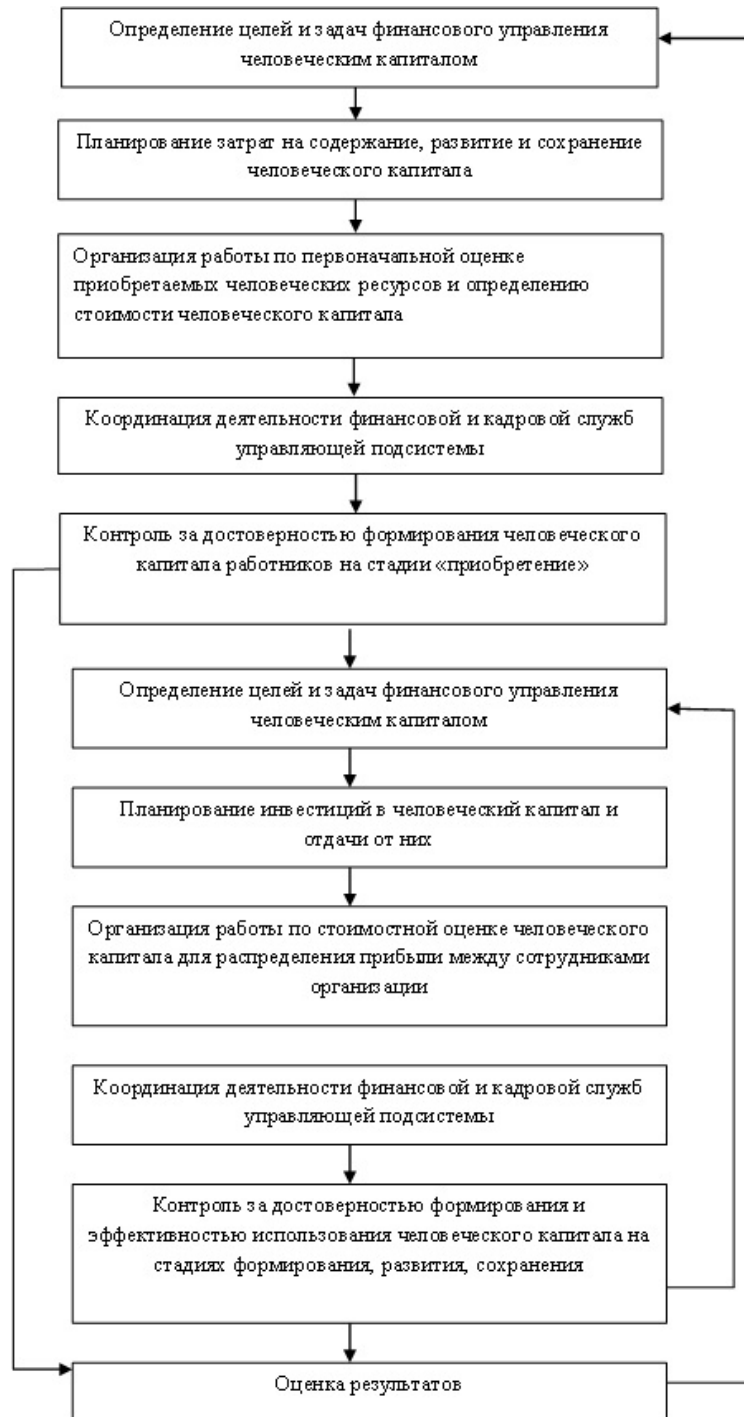 Определение целей и задач финансового управления
человеческим капиталом
Планирование затрат на содержание, развитие и сохранение
человеческого капитала
Организация работы по первоначальной оценке
приобретаемых человеческих ресурсов и определению
стоимости человеческого капитала
Координация деятельности финансовой и кадровой служб
управляющей подсистемы
Контроль за достоверностью формирования человеческого
капитала работников на стадии «приобретение»
Определение целей и задач финансового управления
человеческим капиталом
Планирование инвестиций в человеческий капитал и
отдачи от них
Организация работы по стоимостной оценке человеческого
капитала для распределения прибыли между сотрудниками
организации
Координация деятельности финансовой и кадровой служб
управляющей подсистемы
Контроль за достоверностью формирования и
эффективностью использования человеческого капитала на
стадиях формирования, развития, сохранения
Оценка результатов